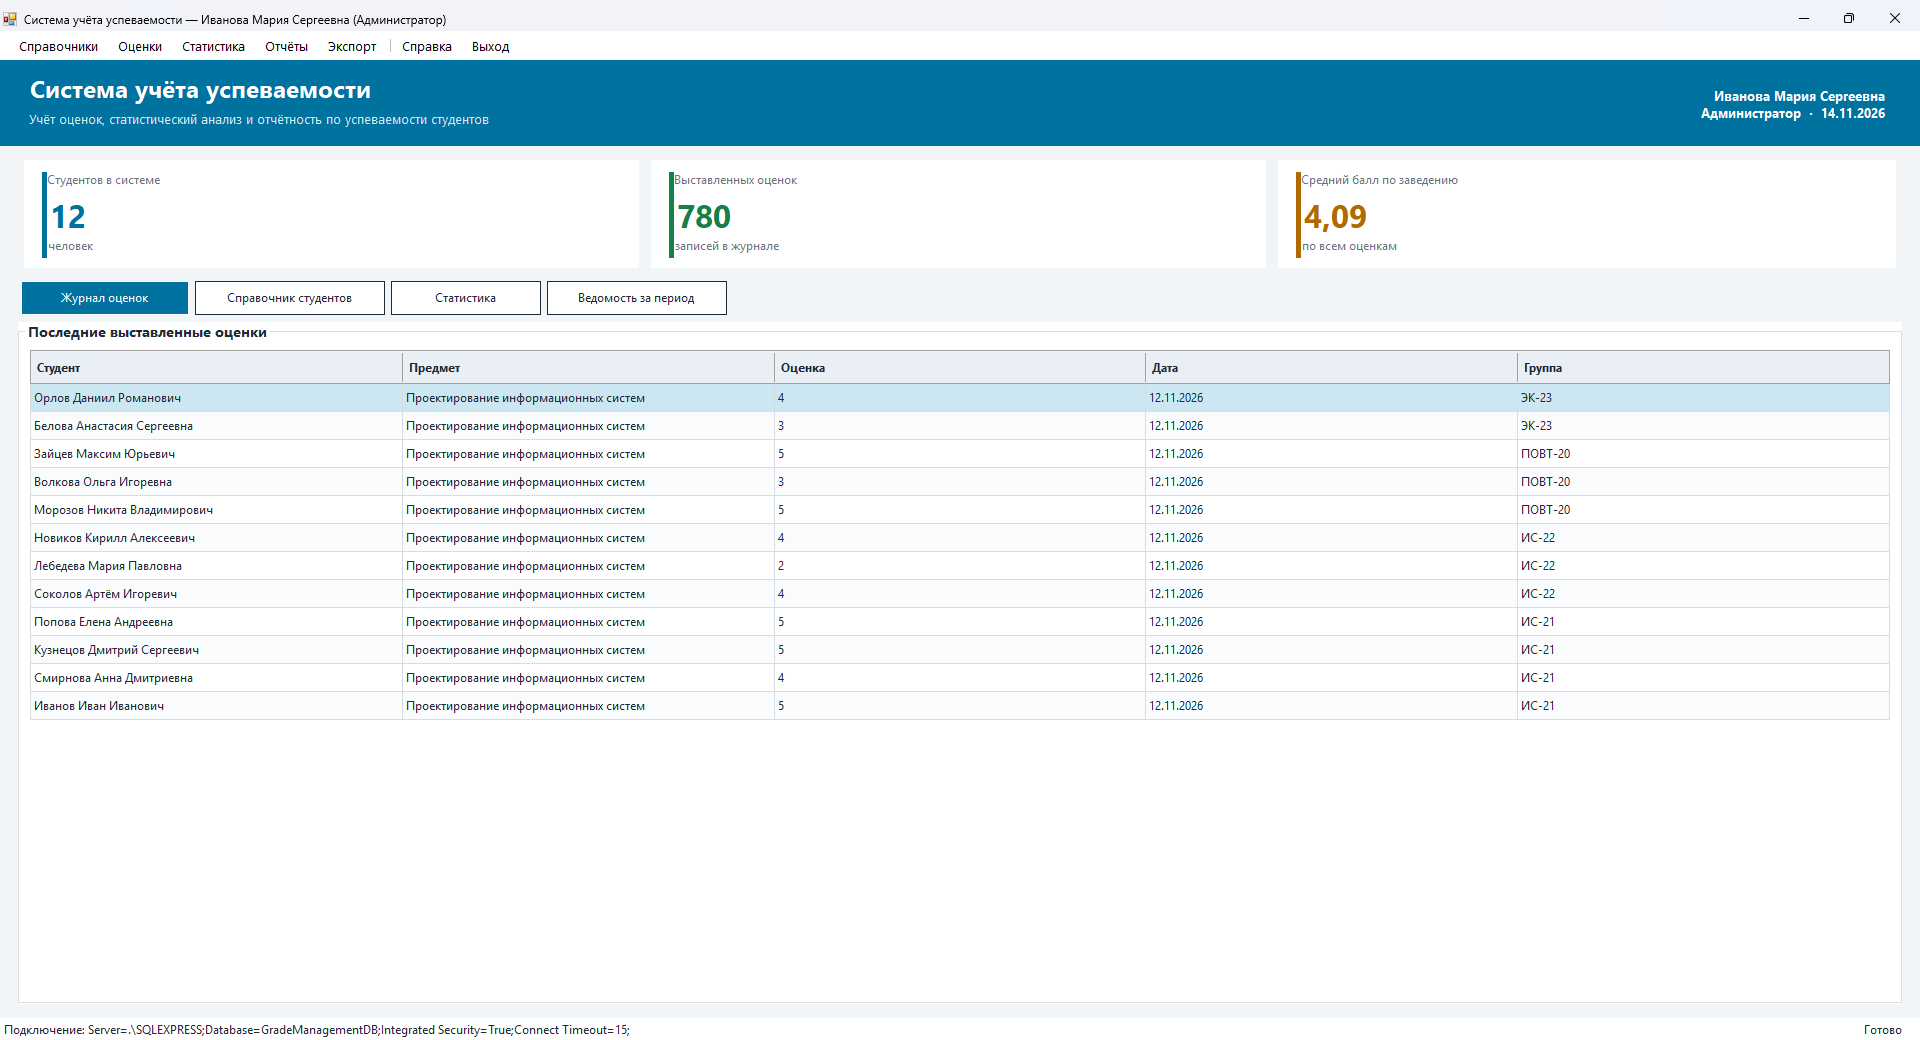 Система учёта успеваемости — Иванова Мария Сергеевна (Администратор)
Справочники Оценки Статистика Отчёты Экспорт Справка Выход
Система учёта успеваемости
Учёт оценок, статистический анализ и отчётность по успеваемости студентов
Иванова Мария Сергеевна
Администратор · 14.11.2026
Студентов в системе
12
человек
Выставленных оценок
780
записей в журнале
Средний балл по заведению
4,09
по всем оценкам
Журнал оценок Справочник студентов Статистика Ведомость за период
Последние выставленные оценки
Студент Предмет Оценка Дата Группа
Орлов Даниил Романович Проектирование информационных систем 4 12.11.2026 ЭК-23
Белова Анастасия Сергеевна Проектирование информационных систем 3 12.11.2026 ЭК-23
Зайцев Максим Юрьевич Проектирование информационных систем 5 12.11.2026 ПОВТ-20
Волкова Ольга Игоревна Проектирование информационных систем 3 12.11.2026 ПОВТ-20
Морозов Никита Владимирович Проектирование информационных систем 5 12.11.2026 ПОВТ-20
Новиков Кирилл Алексеевич Проектирование информационных систем 4 12.11.2026 ИС-22
Лебедева Мария Павловна Проектирование информационных систем 2 12.11.2026 ИС-22
Соколов Артём Игоревич Проектирование информационных систем 4 12.11.2026 ИС-22
Попова Елена Андреевна Проектирование информационных систем 5 12.11.2026 ИС-21
Кузнецов Дмитрий Сергеевич Проектирование информационных систем 5 12.11.2026 ИС-21
Смирнова Анна Дмитриевна Проектирование информационных систем 4 12.11.2026 ИС-21
Иванов Иван Иванович Проектирование информационных систем 5 12.11.2026 ИС-21
Подключение: Server=.\SQLEXPRESS;Database=GradeManagementDB;Integrated Security=True;Connect Timeout=15; Готово